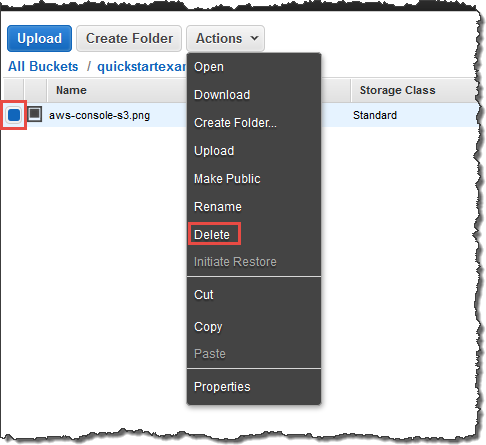 Upload Create Folder Actions
All Buckets / quickstartexa
Name Storage Class
aws-console-s3.png Standard
Open
Download
Create Folder...
Upload
Make Public
Rename
Delete
Initiate Restore
Cut
Copy
Paste
Properties